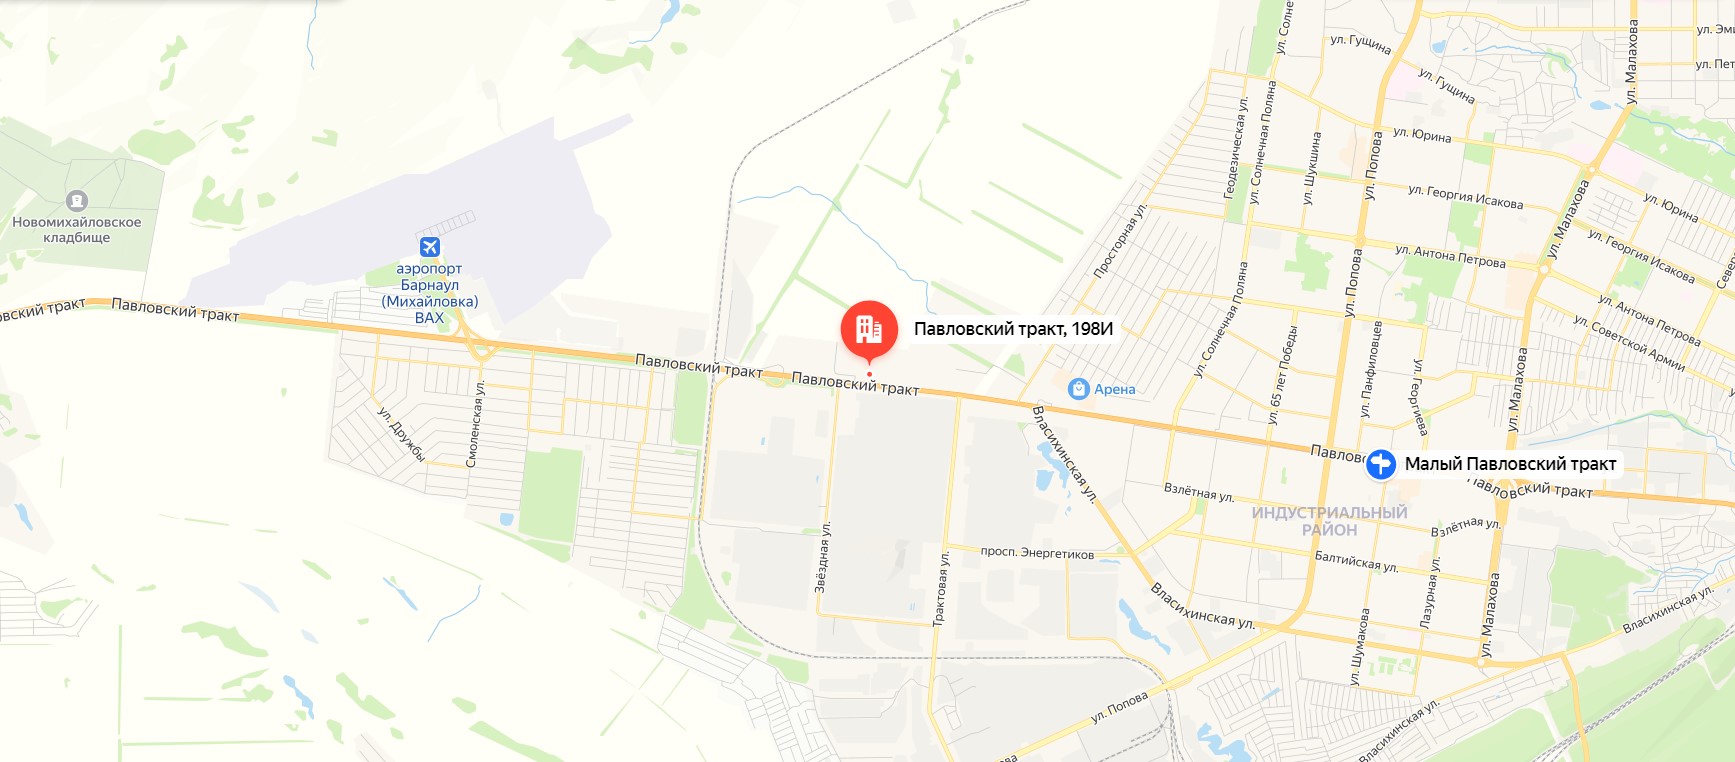 ул. Солне
ул. Гущина
ул. Малахова
ул. Эми
ул. Пет
ул. Гущина
Геодезическая ул.
ул. Солнечная Поляна
ул. Шукшина
ул. Попова
ул. Юрина
ул. Георгия Исакова
ул. Малахова
ул. Юрина
ул. Георгия Исакова
Север
Новомихайловское
кладбище
аэропорт
Барнаул
(Михайловка)
BAX
Просторная ул.
ул. Антона Петрова
ул. Попова
ул. Солнечная Поляна
ул. Антона Петрова
ул. Советской Армии
овский тракт
Павловский тракт
Павловский тракт, 198И
Павловский тракт
Павловский тракт
Арена
ул. 65 лет Победы
ул. Панфиловцев
ул. Георгиева
ул. Малахова
ул. Дружбы
Смоленская ул.
Власихинская ул.
Павловс
Малый Павловский тракт
Павловский тракт
Взлётная ул.
ИНДУСТРИАЛЬНЫЙ
РАЙОН
Взлётная ул.
Звёздная ул.
Трактовая ул.
просп. Энергетиков
Балтийская ул.
Власихинская ул.
Лазурная ул.
ул. Малахова
ул. Шумакова
Власихинская ул.
ул. Попова
Власихинская ул.
ова